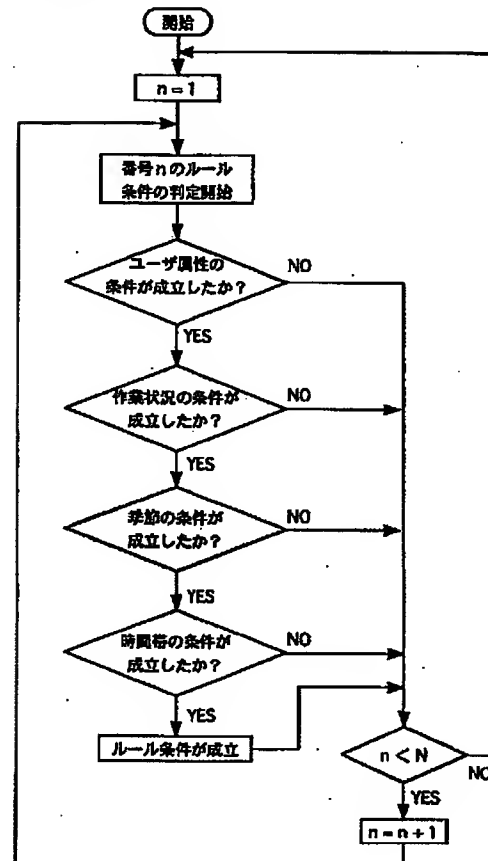 開始
n=1
番号nのルール
条件の判定開始
ユーザ属性の
条件が成立したか？
NO
YES
作業状況の条件が
成立したか？
NO
YES
季節の条件が
成立したか？
NO
YES
時間帯の条件が
成立したか？
NO
YES
ルール条件が成立
n<N
NO
YES
n=n+1